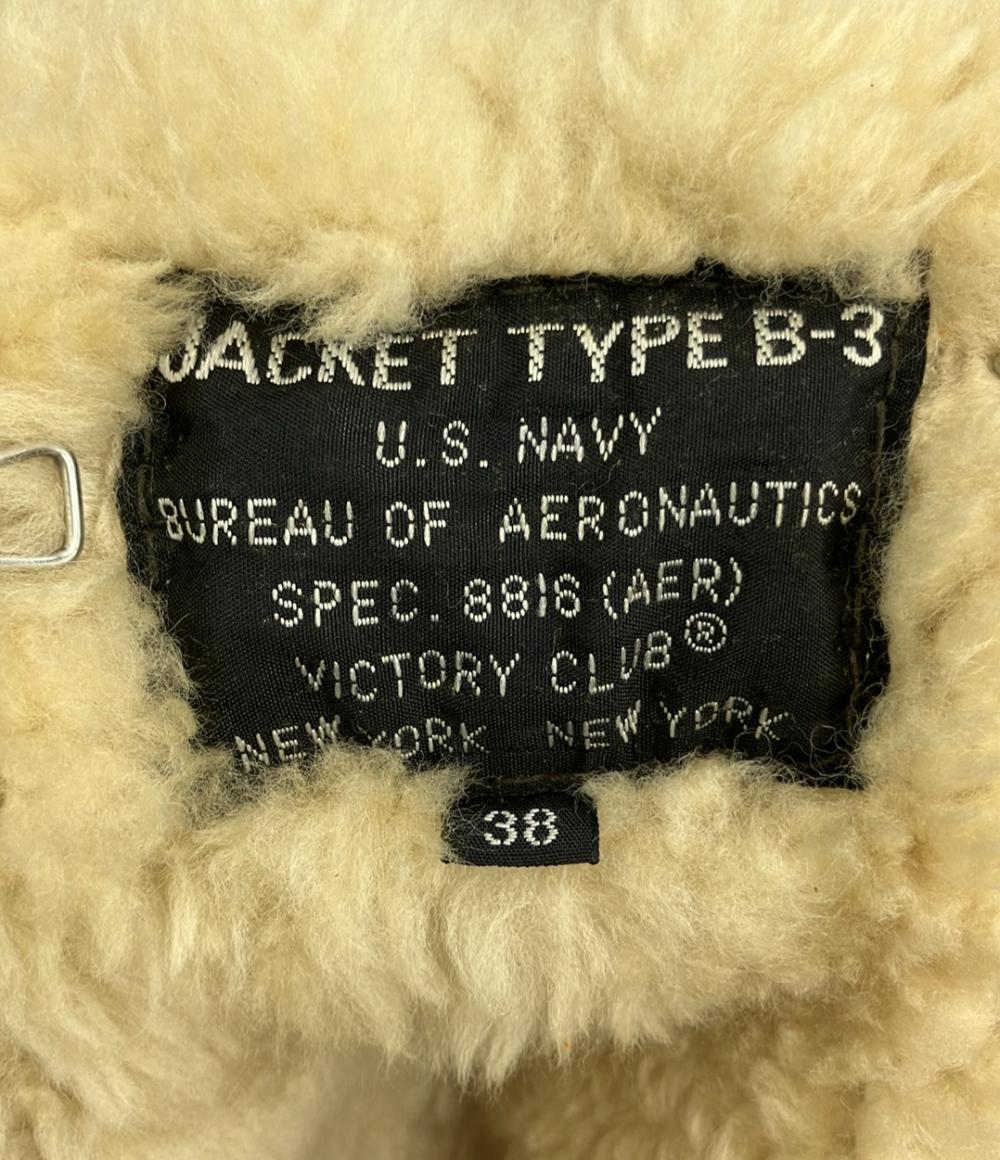 JACKET TYPE B-3
U.S. NAVY
BUREAU OF AERONAUTICS
SPEC. 8816 (AER)
VICTORY CLUB®
NEW YORK NEW YORK
38